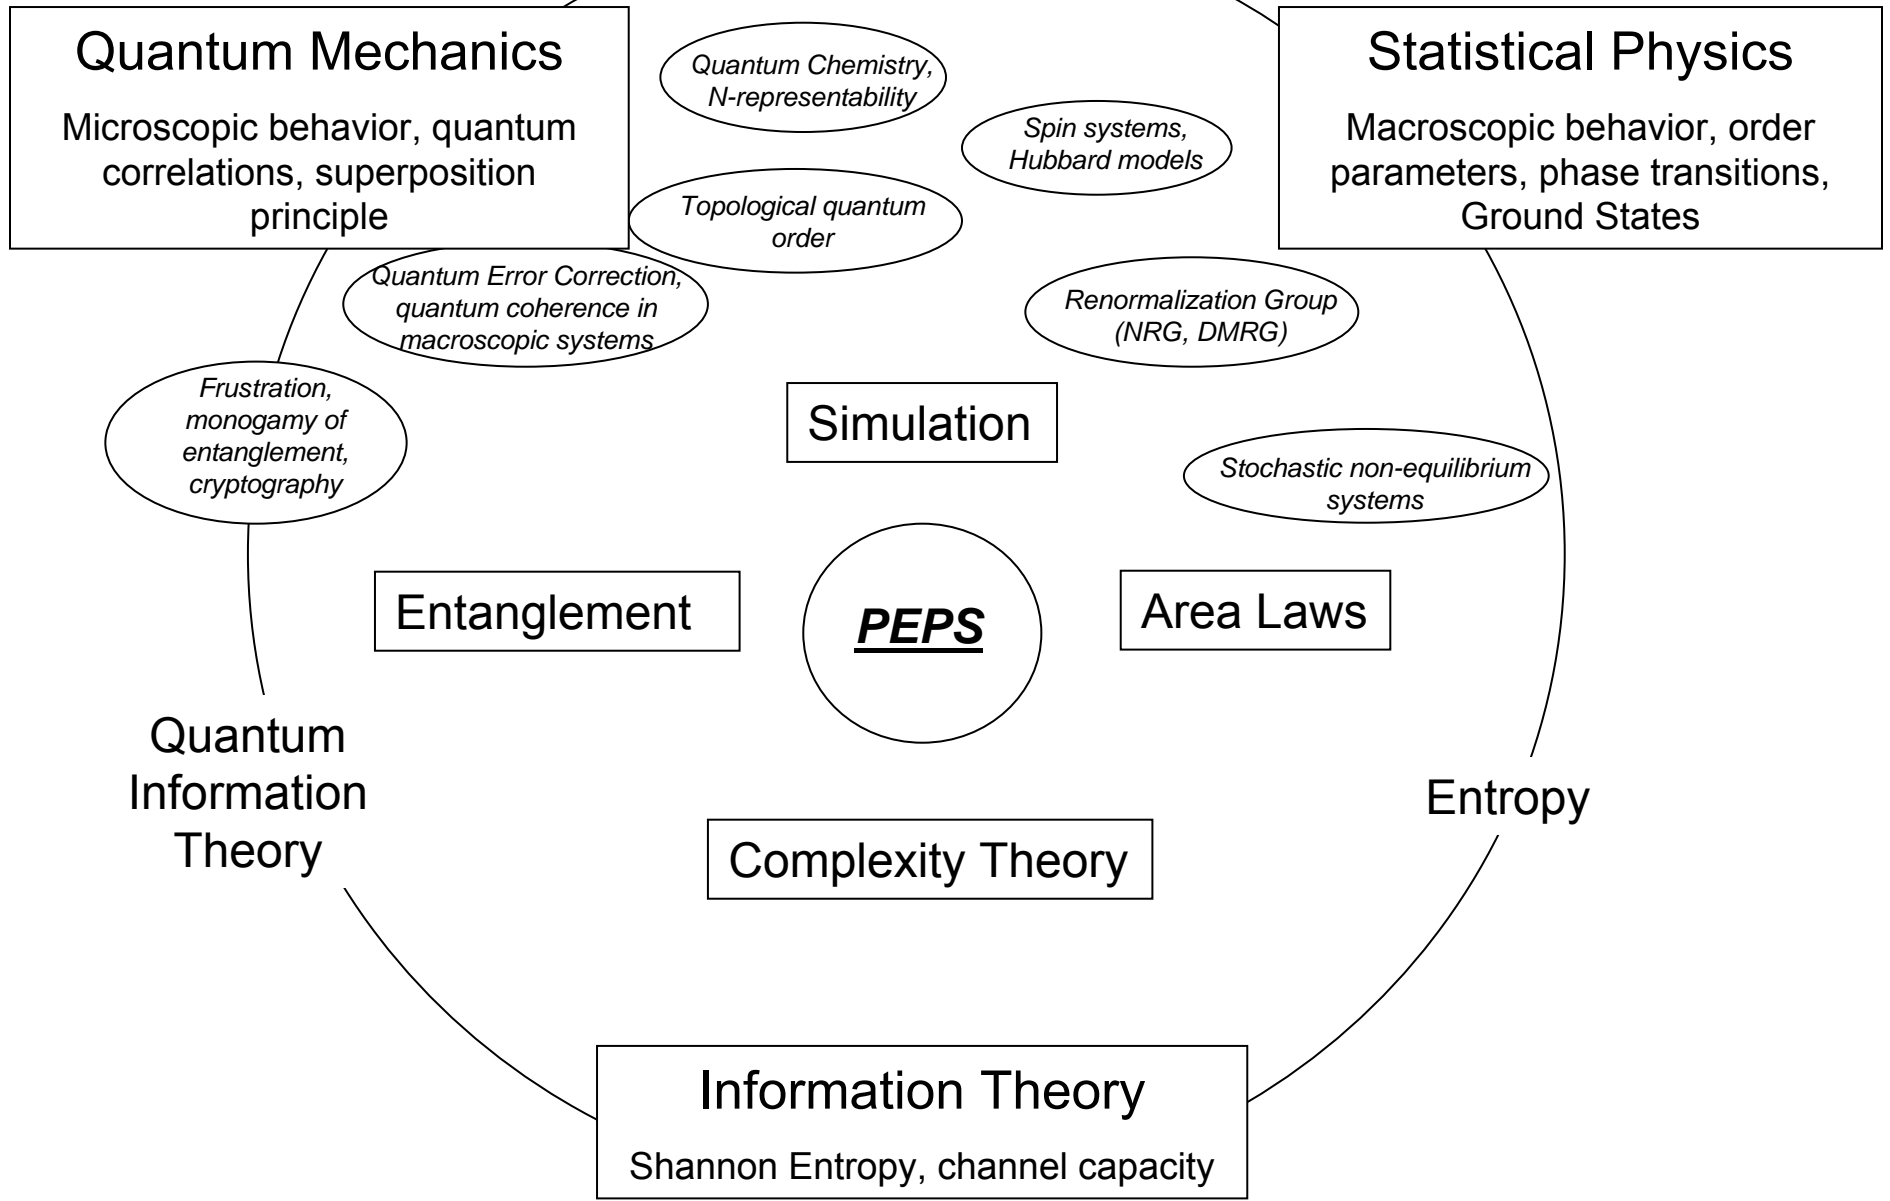 Quantum Mechanics
Microscopic behavior, quantum
correlations, superposition
principle
Quantum Chemistry,
N-representability
Spin systems,
Hubbard models
Statistical Physics
Macroscopic behavior, order
parameters, phase transitions,
Ground States
Topological quantum
order
Quantum Error Correction,
quantum coherence in
macroscopic systems
Renormalization Group
(NRG, DMRG)
Frustration,
monogamy of
entanglement,
cryptography
Simulation
Stochastic non-equilibrium
systems
Entanglement
PEPS
Area Laws
Quantum
Information
Theory
Entropy
Complexity Theory
Information Theory
Shannon Entropy, channel capacity